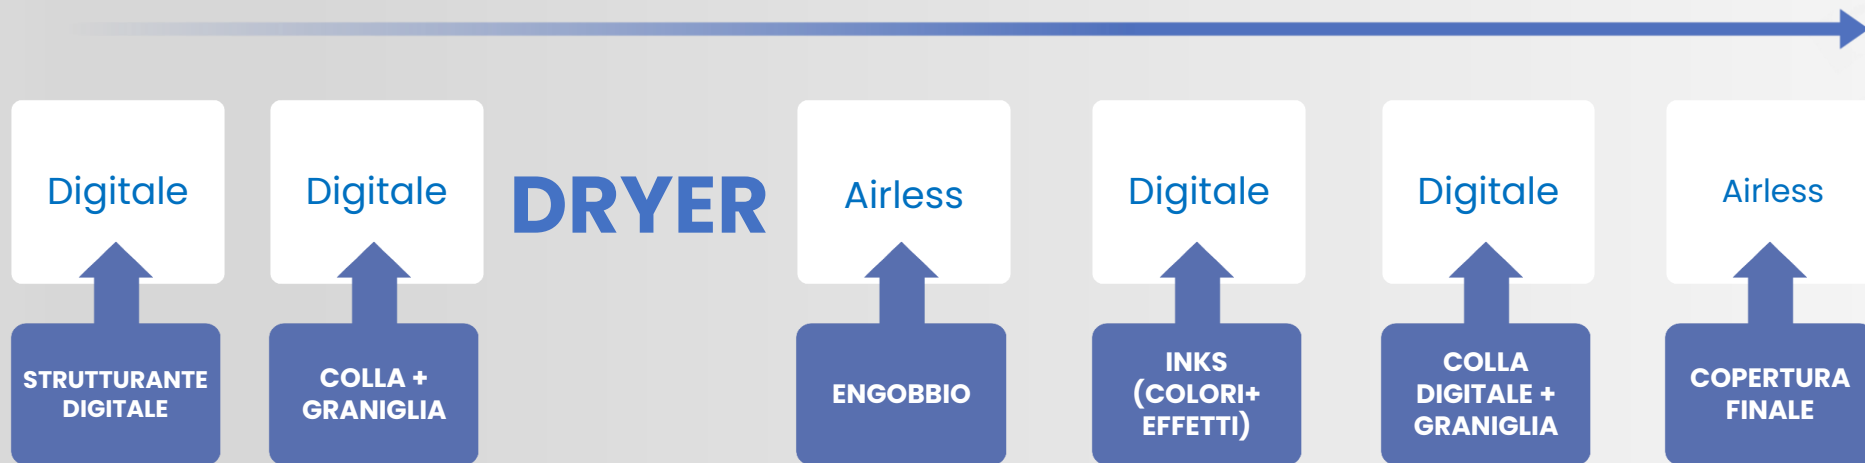 Digitale
Digitale
DRYER
Airless
Digitale
Digitale
Airless
STRUTTURANTE
DIGITALE
COLLA +
GRANIGLIA
ENGOBBIO
INKS
(COLORI+
EFFETTI)
COLLA
DIGITALE +
GRANIGLIA
COPERTURA
FINALE